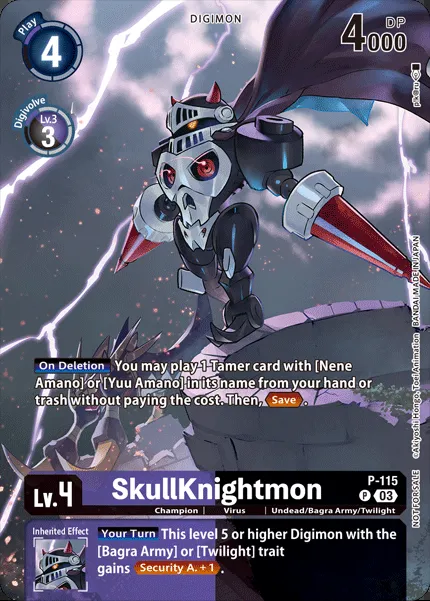 DIGIMON
Play
4
DP
4000
Digivolve
Lv.3
3
On Deletion You may play 1 Tamer card with [Nene
Amano] or [Yuu Amano] in its name from your hand or
trash without paying the cost. Then, Save.
P-115
P 03
Lv.4
SkullKnightmon
Champion | Virus | Undead/Bagra Army/Twilight
Inherited Effect
Your Turn This level 5 or higher Digimon with the
[Bagra Army] or [Twilight] trait
gains Security A. +1.
NOT FOR SALE
©Akiyoshi Hongo, Toei Animation BANDAI MADE IN JAPAN